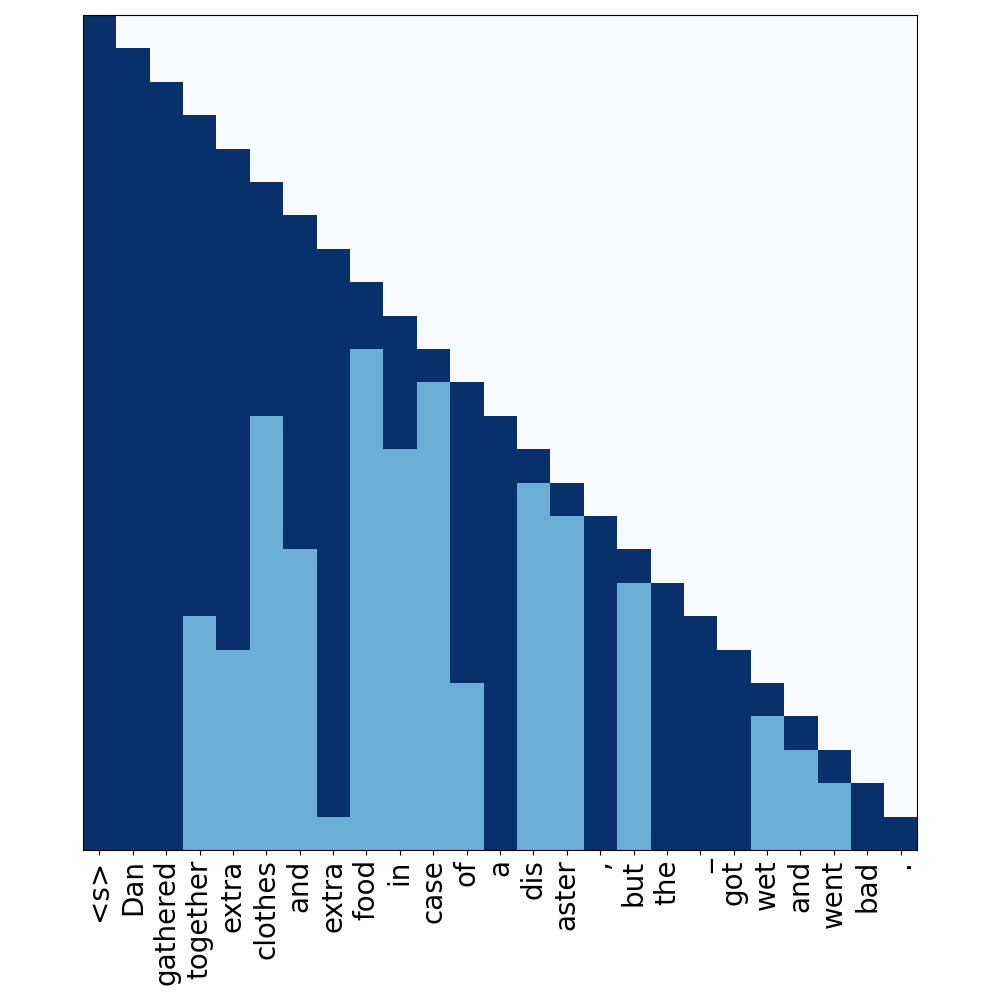 <s>
Dan
gathered
together
extra
clothes
and
extra
food
in
case
of
a
dis
aster
,
but
the
_
got
wet
and
went
bad
.